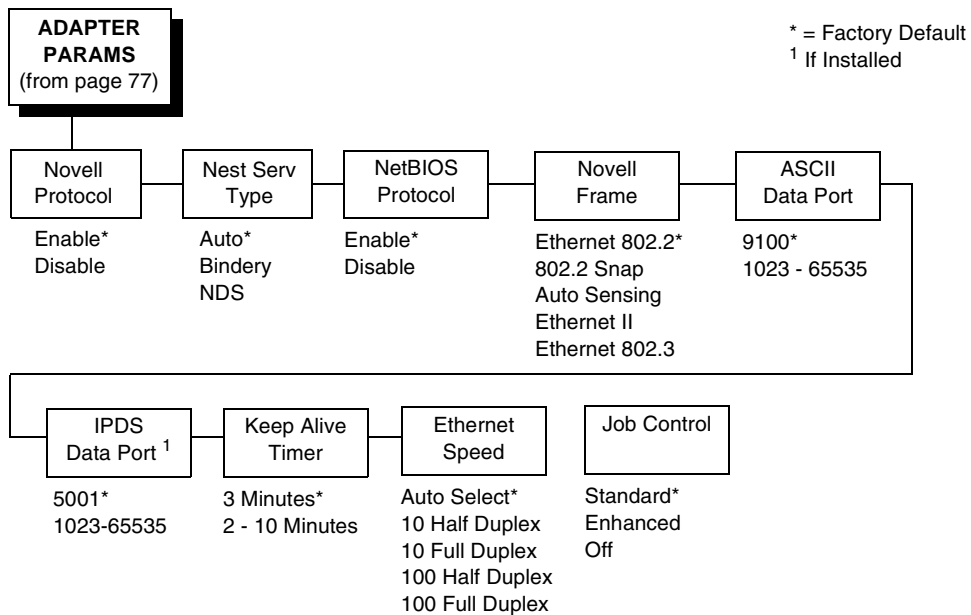 ADAPTER
PARAMS
(from page 77)
* = Factory Default
1 If Installed
Novell
Protocol
Enable*
Disable
Nest Serv
Type
Auto*
Bindery
NDS
NetBIOS
Protocol
Enable*
Disable
Novell
Frame
Ethernet 802.2*
802.2 Snap
Auto Sensing
Ethernet II
Ethernet 802.3
ASCII
Data Port
9100*
1023 - 65535
IPDS
Data Port 1
5001*
1023-65535
Keep Alive
Timer
3 Minutes*
2 - 10 Minutes
Ethernet
Speed
Auto Select*
10 Half Duplex
10 Full Duplex
100 Half Duplex
100 Full Duplex
Job Control
Standard*
Enhanced
Off